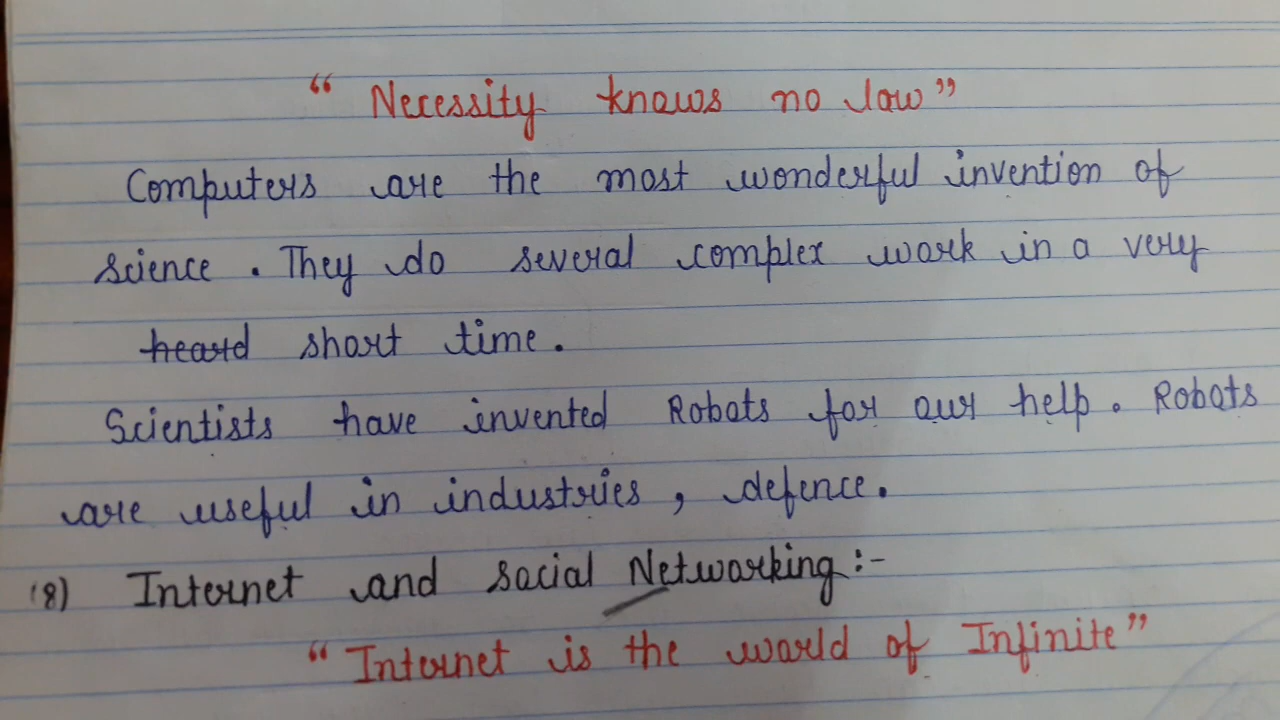 “ Necessity knows no low ”
Computers are the most wonderful invention of
science . They do several complex work in a very
heard short time .
Scientists have invented Robots for our help . Robots
are useful in industries , defence .
(8) Internet and social Networking :-
“ Internet is the world of Infinite ”